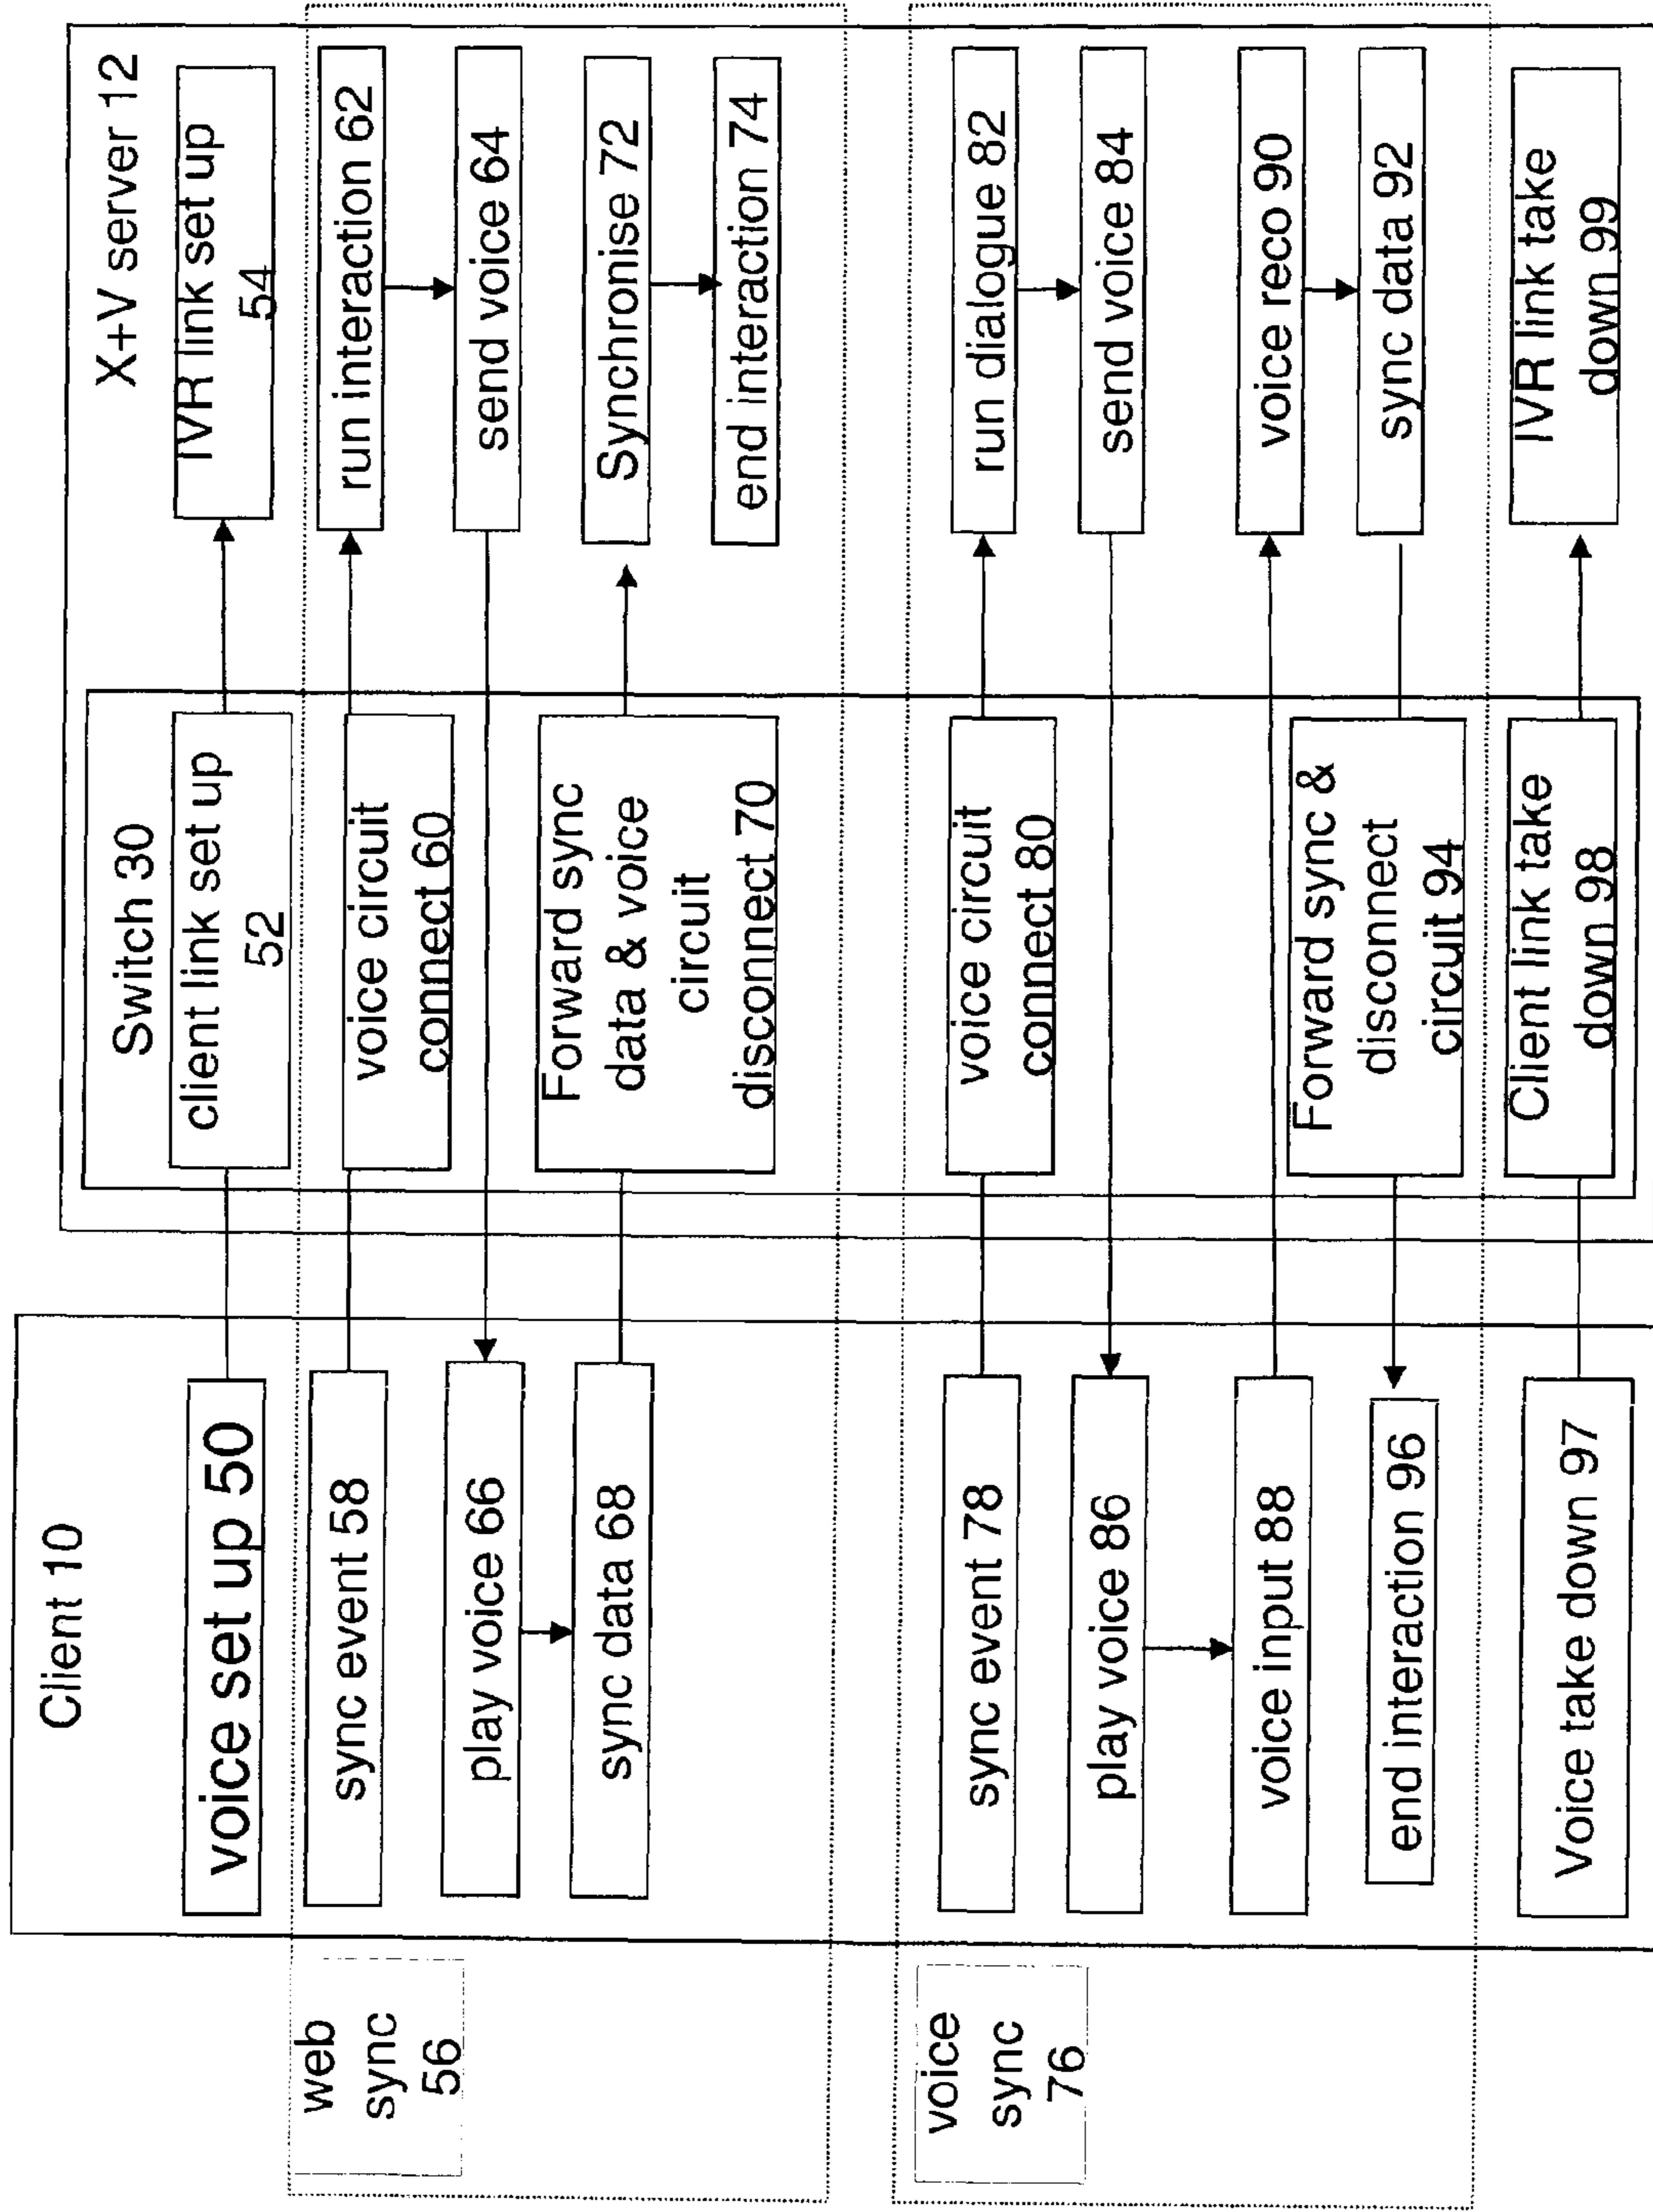 Client 10
Switch 30
X+V server 12
voice set up 50
client link set up
52
IVR link set up
54
web
sync
56
sync event 58
voice circuit
connect 60
run interaction 62
play voice 66
send voice 64
sync data 68
Forward sync
data & voice
circuit
disconnect 70
Synchronise 72
end interaction 74
voice
sync
76
sync event 78
voice circuit
connect 80
run dialogue 82
play voice 86
send voice 84
voice input 88
voice reco 90
end interaction 96
Forward sync &
disconnect
circuit 94
sync data 92
Voice take down 97
Client link take
down 98
IVR link take
down 99